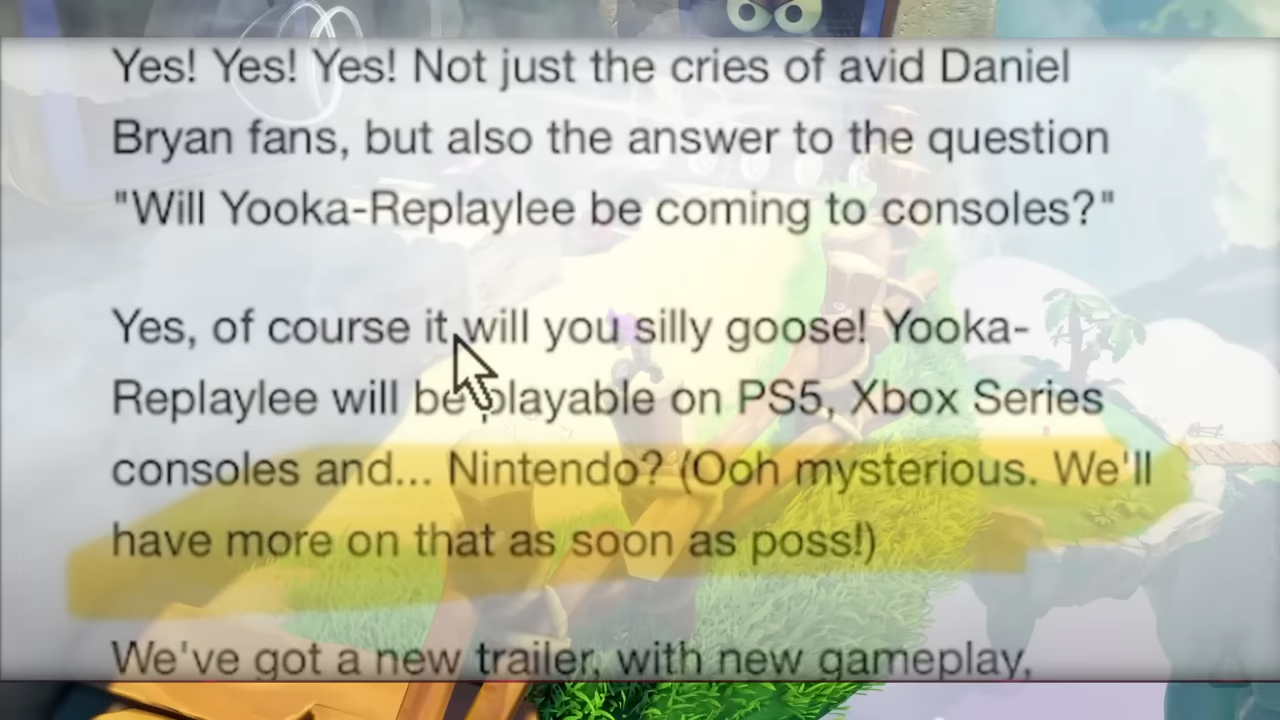 Yes! Yes! Yes! Not just the cries of avid Daniel
Bryan fans, but also the answer to the question
"Will Yooka-Replaylee be coming to consoles?"
Yes, of course it will you silly goose! Yooka-
Replaylee will be playable on PS5, Xbox Series
consoles and... Nintendo? (Ooh mysterious. We'll
have more on that as soon as poss!)
We've got a new trailer, with new gameplay,